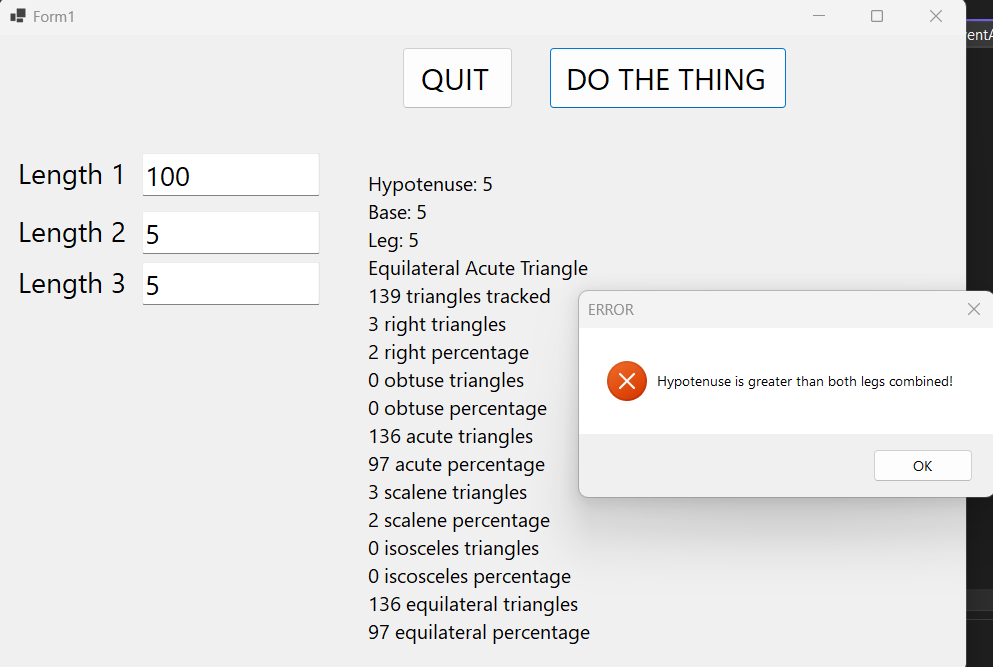 Form1
QUIT
DO THE THING
Length 1
100
Length 2
5
Length 3
5
Hypotenuse: 5
Base: 5
Leg: 5
Equilateral Acute Triangle
139 triangles tracked
3 right triangles
2 right percentage
0 obtuse triangles
0 obtuse percentage
136 acute triangles
97 acute percentage
3 scalene triangles
2 scalene percentage
0 isosceles triangles
0 iscosceles percentage
136 equilateral triangles
97 equilateral percentage
ERROR
Hypotenuse is greater than both legs combined!
OK